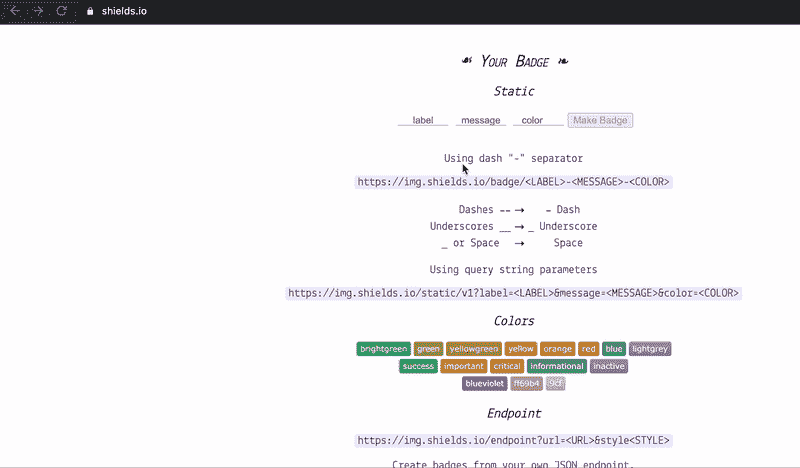 shields.io
☙ Your Badge ❧
Static
label message color Make Badge
Using dash "-" separator
https://img.shields.io/badge/<LABEL>-<MESSAGE>-<COLOR>
Dashes -- → - Dash
Underscores __ → _ Underscore
_ or Space → Space
Using query string parameters
https://img.shields.io/static/v1?label=<LABEL>&message=<MESSAGE>&color=<COLOR>
Colors
brightgreen green yellowgreen yellow orange red blue lightgrey
success important critical informational inactive
blueviolet ff69b4 9cf
Endpoint
https://img.shields.io/endpoint?url=<URL>&style<STYLE>
Create badges from your own JSON endpoint.